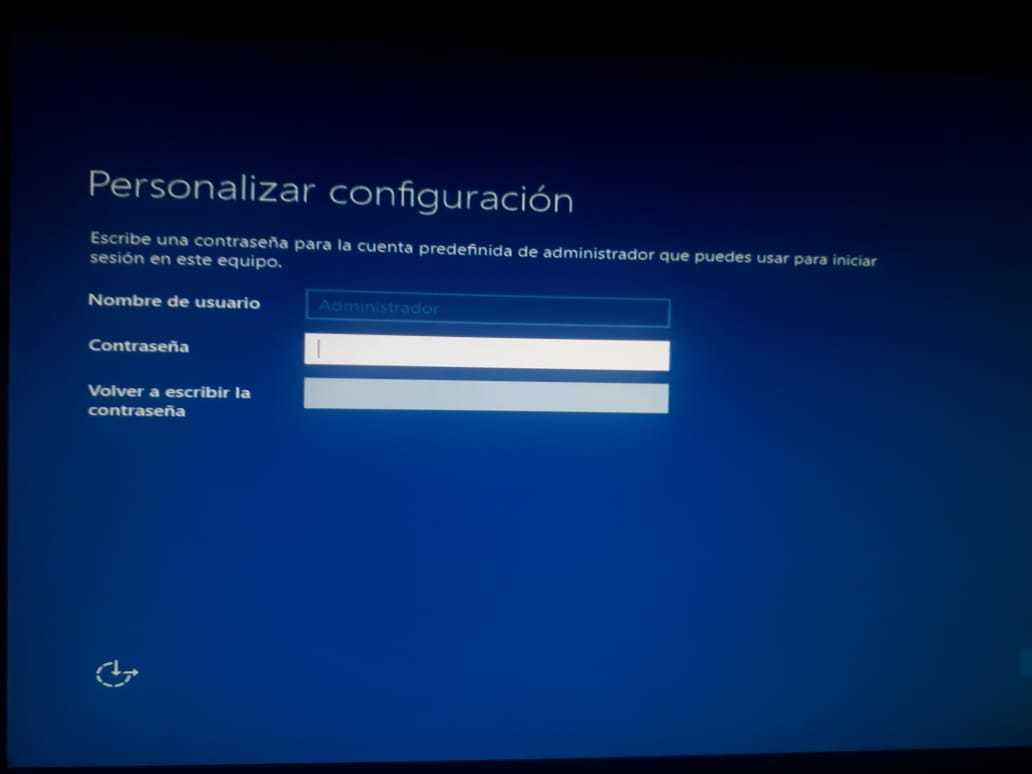 Personalizar configuración
Escribe una contraseña para la cuenta predefinida de administrador que puedes usar para iniciar
sesión en este equipo.
Nombre de usuario
Administrador
Contraseña
Volver a escribir la
contraseña